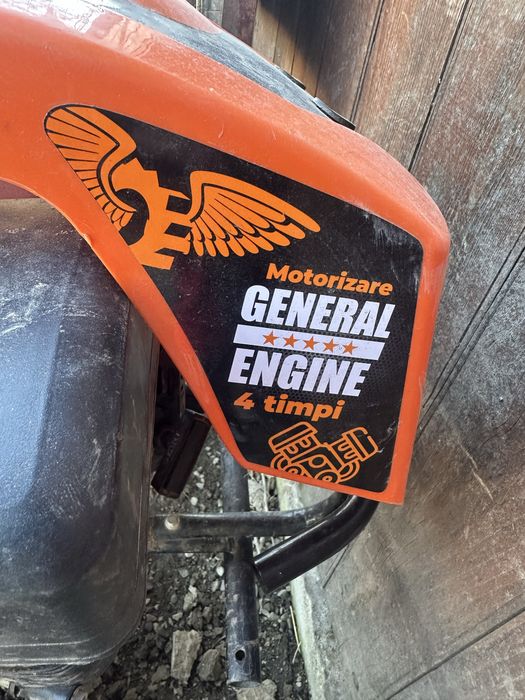 Motorizare
GENERAL
ENGINE
4 timpi